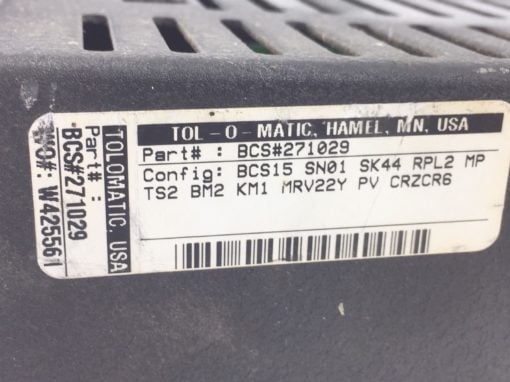 TOL-O-MATIC, HAMEL, MN, USA
Part# : BCS#271029
Config: BCS15 SN01 SK44 RPL2 MP
TS2 BM2 KM1 MRV22Y PV CRZCR6
TOLOMATIC, USA
Part# :
BCS#271029
WO#: W425561